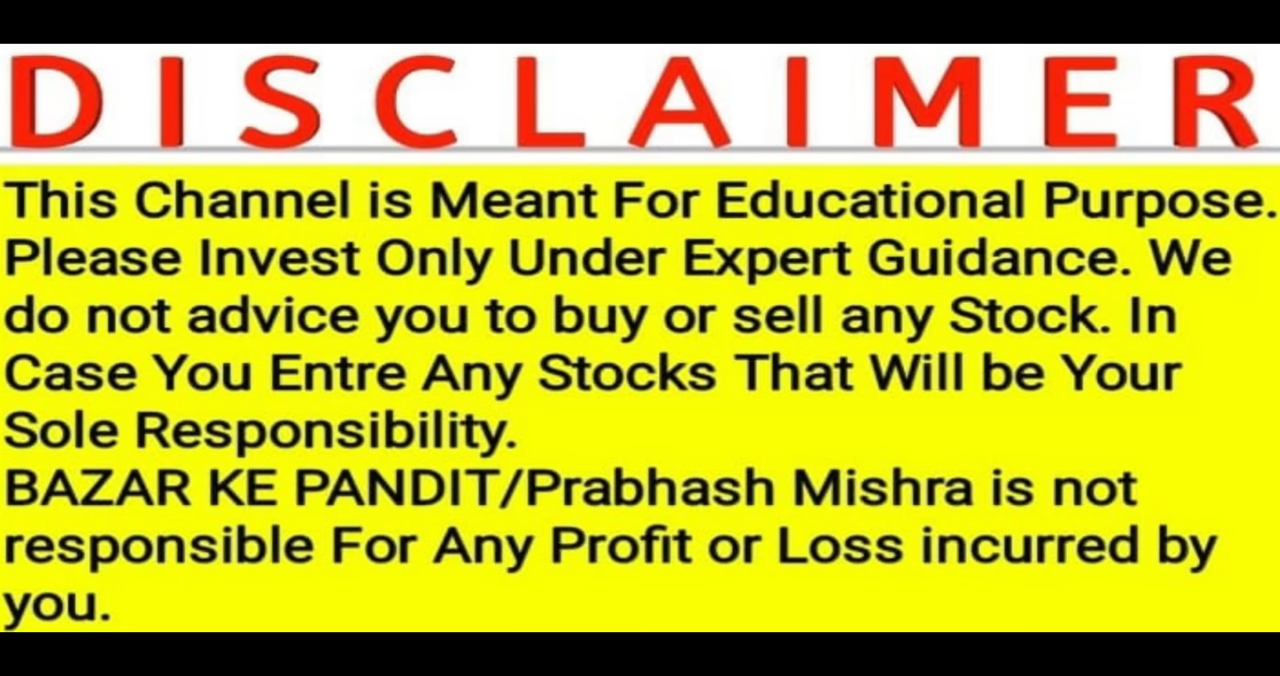 DISCLAIMER
This Channel is Meant For Educational Purpose.
Please Invest Only Under Expert Guidance. We
do not advice you to buy or sell any Stock. In
Case You Entre Any Stocks That Will be Your
Sole Responsibility.
BAZAR KE PANDIT/Prabhash Mishra is not
responsible For Any Profit or Loss incurred by
you.